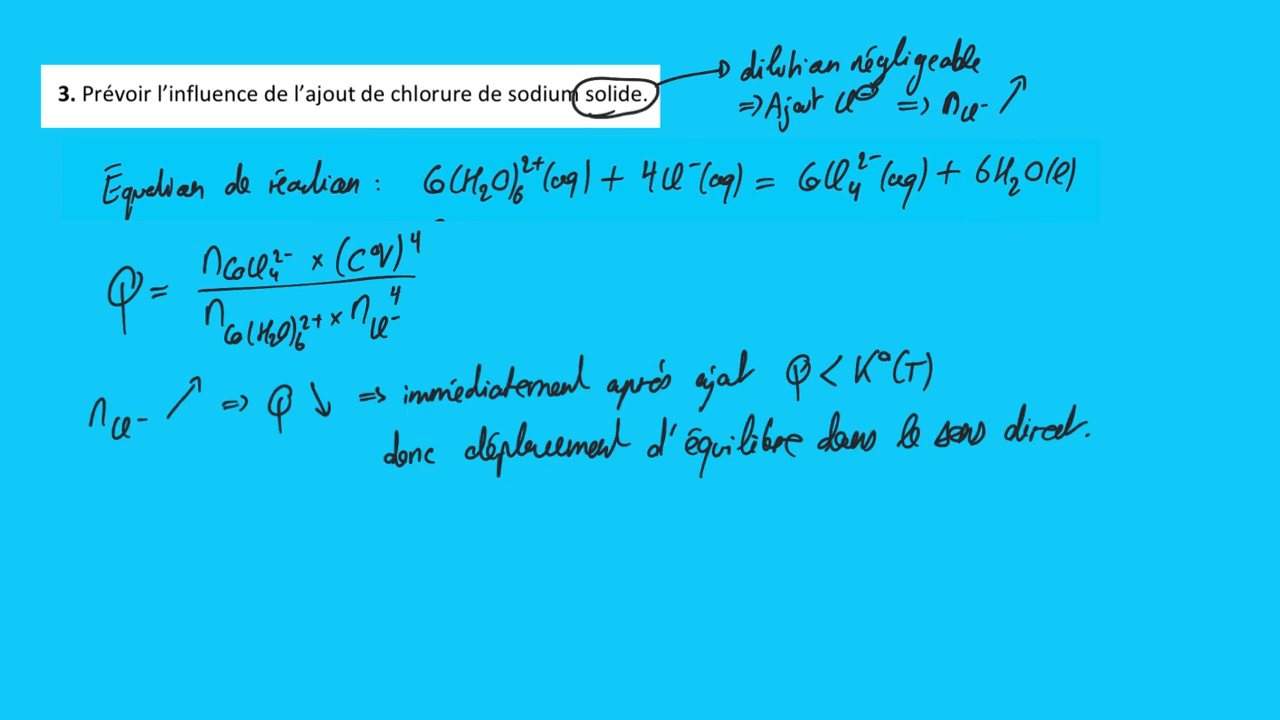 3. Prévoir l'influence de l'ajout de chlorure de sodium solide.
→ dilution négligeable
⇒ Ajout Cl⊖ ⇒ n_Cl⁻ ↗
Équation de réaction : Co(H₂O)₆²⁺(aq) + 4Cl⁻(aq) = CoCl₄²⁻(aq) + 6H₂O(l)
Q = (n_CoCl₄²⁻ × (C°V)⁴) / (n_Co(H₂O)₆²⁺ × n_Cl⁻⁴)
n_Cl⁻ ↗ ⇒ Q ↘ ⇒ immédiatement après ajout Q < K°(T)
donc déplacement d'équilibre dans le sens direct.